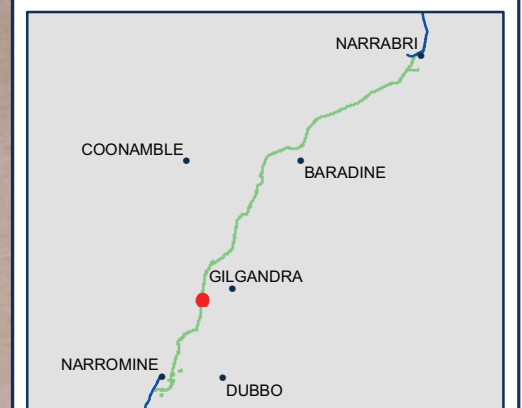 NARRABRI
COONAMBLE
BARADINE
GILGANDRA
NARROMINE
DUBBO